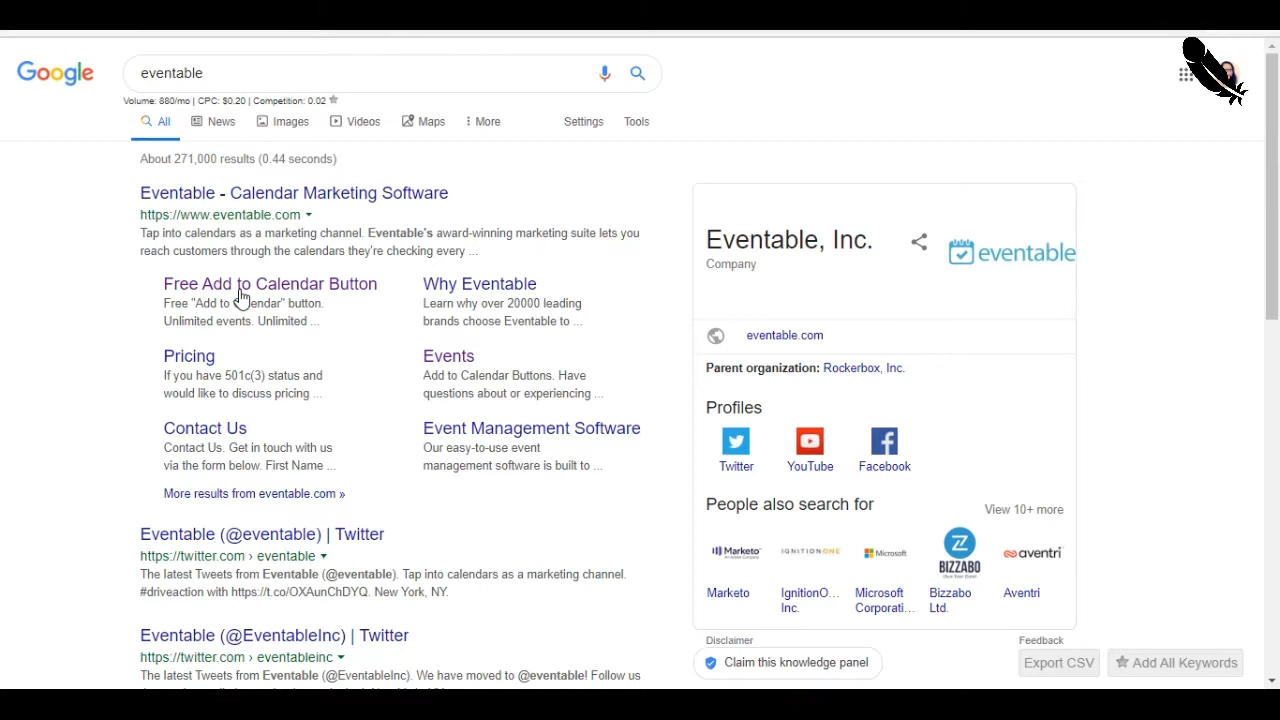 Google
eventable
Volume: 880/mo | CPC: $0.20 | Competition: 0.02
All News Images Videos Maps More Settings Tools
About 271,000 results (0.44 seconds)
Eventable - Calendar Marketing Software
https://www.eventable.com
Tap into calendars as a marketing channel. Eventable's award-winning marketing suite lets you
reach customers through the calendars they're checking every ...
Free Add to Calendar Button
Free "Add to Calendar" button.
Unlimited events. Unlimited ...
Why Eventable
Learn why over 20000 leading
brands choose Eventable to ...
Pricing
If you have 501c(3) status and
would like to discuss pricing ...
Events
Add to Calendar Buttons. Have
questions about or experiencing ...
Contact Us
Contact Us. Get in touch with us
via the form below. First Name ...
Event Management Software
Our easy-to-use event
management software is built to ...
More results from eventable.com »
Eventable (@eventable) | Twitter
https://twitter.com › eventable
The latest Tweets from Eventable (@eventable). Tap into calendars as a marketing channel.
#driveaction with https://t.co/OXAunChDYQ. New York, NY.
Eventable (@EventableInc) | Twitter
https://twitter.com › eventableinc
The latest Tweets from Eventable (@EventableInc). We have moved to @eventable! Follow us
Eventable, Inc.
Company
eventable
eventable.com
Parent organization: Rockerbox, Inc.
Profiles
Twitter YouTube Facebook
People also search for
View 10+ more
Marketo IGNITIONONE Microsoft BIZZABO aventri
Marketo
IgnitionO...
Inc.
Microsoft
Corporati...
Bizzabo
Ltd.
Aventri
Disclaimer
Feedback
Claim this knowledge panel
Export CSV
Add All Keywords